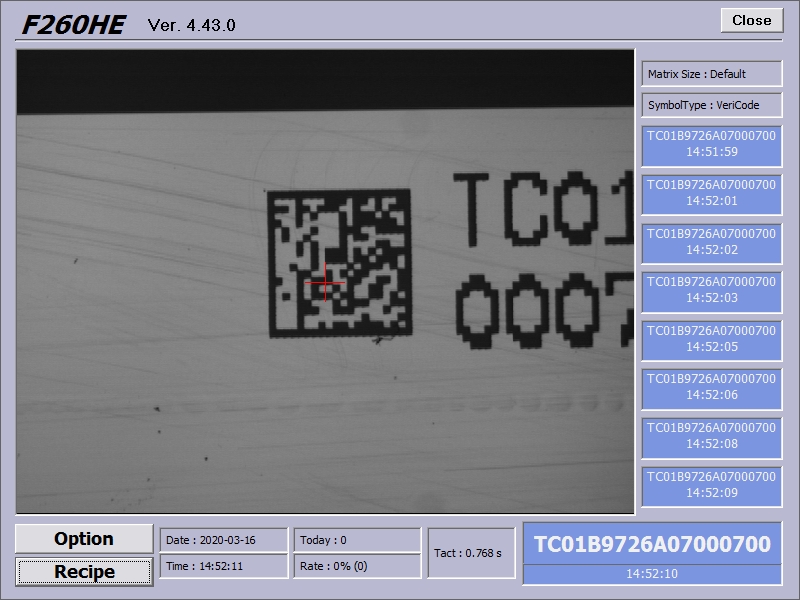 F260HE Ver. 4.43.0 Close
Matrix Size : Default
SymbolType : VeriCode
TC01B9726A07000700
14:51:59
TC01B9726A07000700
14:52:01
TC01B9726A07000700
14:52:02
TC01B9726A07000700
14:52:03
TC01B9726A07000700
14:52:05
TC01B9726A07000700
14:52:06
TC01B9726A07000700
14:52:08
TC01B9726A07000700
14:52:09
TC01
0007
Option
Recipe
Date : 2020-03-16
Time : 14:52:11
Today : 0
Rate : 0% (0)
Tact : 0.768 s
TC01B9726A07000700
14:52:10